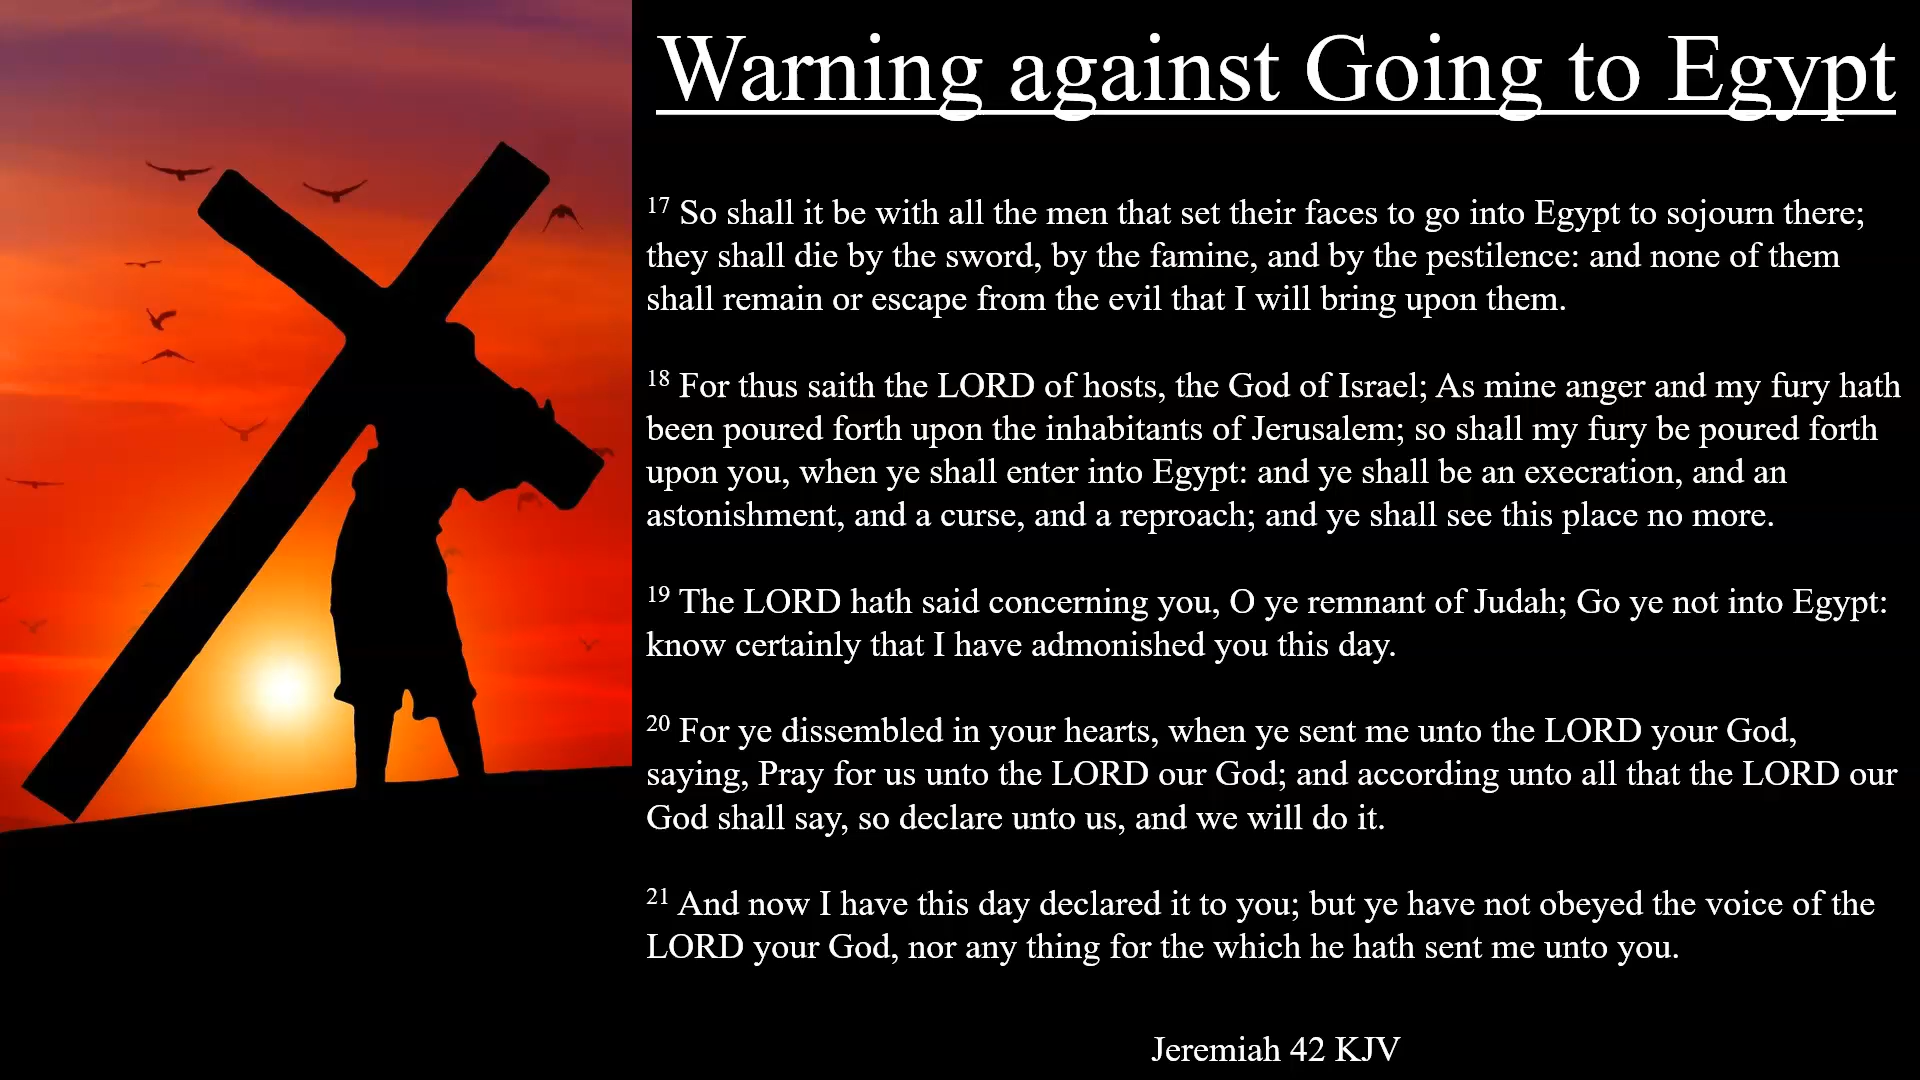 Warning against Going to Egypt
17 So shall it be with all the men that set their faces to go into Egypt to sojourn there;
they shall die by the sword, by the famine, and by the pestilence: and none of them
shall remain or escape from the evil that I will bring upon them.
18 For thus saith the LORD of hosts, the God of Israel; As mine anger and my fury hath
been poured forth upon the inhabitants of Jerusalem; so shall my fury be poured forth
upon you, when ye shall enter into Egypt: and ye shall be an execration, and an
astonishment, and a curse, and a reproach; and ye shall see this place no more.
19 The LORD hath said concerning you, O ye remnant of Judah; Go ye not into Egypt:
know certainly that I have admonished you this day.
20 For ye dissembled in your hearts, when ye sent me unto the LORD your God,
saying, Pray for us unto the LORD our God; and according unto all that the LORD our
God shall say, so declare unto us, and we will do it.
21 And now I have this day declared it to you; but ye have not obeyed the voice of the
LORD your God, nor any thing for the which he hath sent me unto you.
Jeremiah 42 KJV